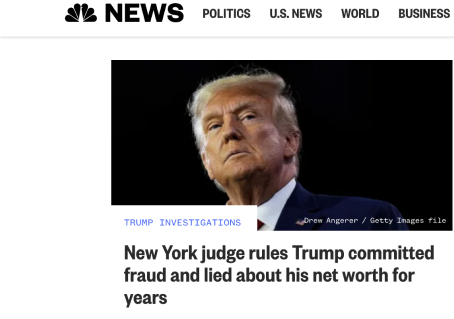 NEWS POLITICS U.S. NEWS WORLD BUSINESS
Drew Angerer / Getty Images file
TRUMP INVESTIGATIONS
New York judge rules Trump committed
fraud and lied about his net worth for
years